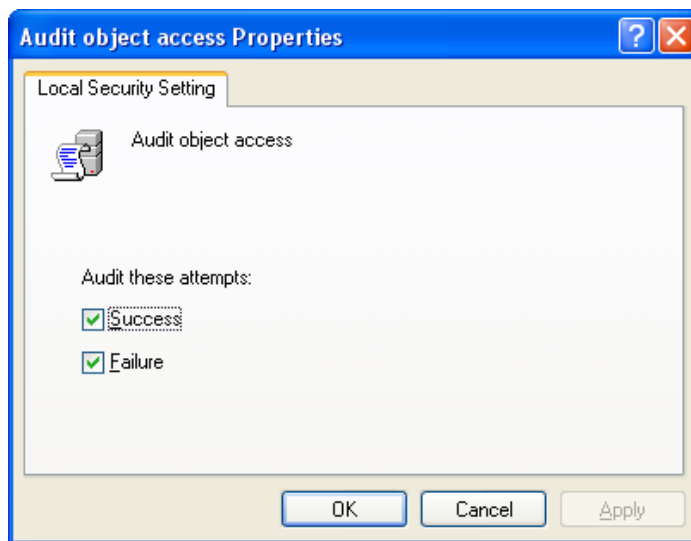 Audit object access Properties
Local Security Setting
Audit object access
Audit these attempts:
Success
Failure
OK Cancel Apply